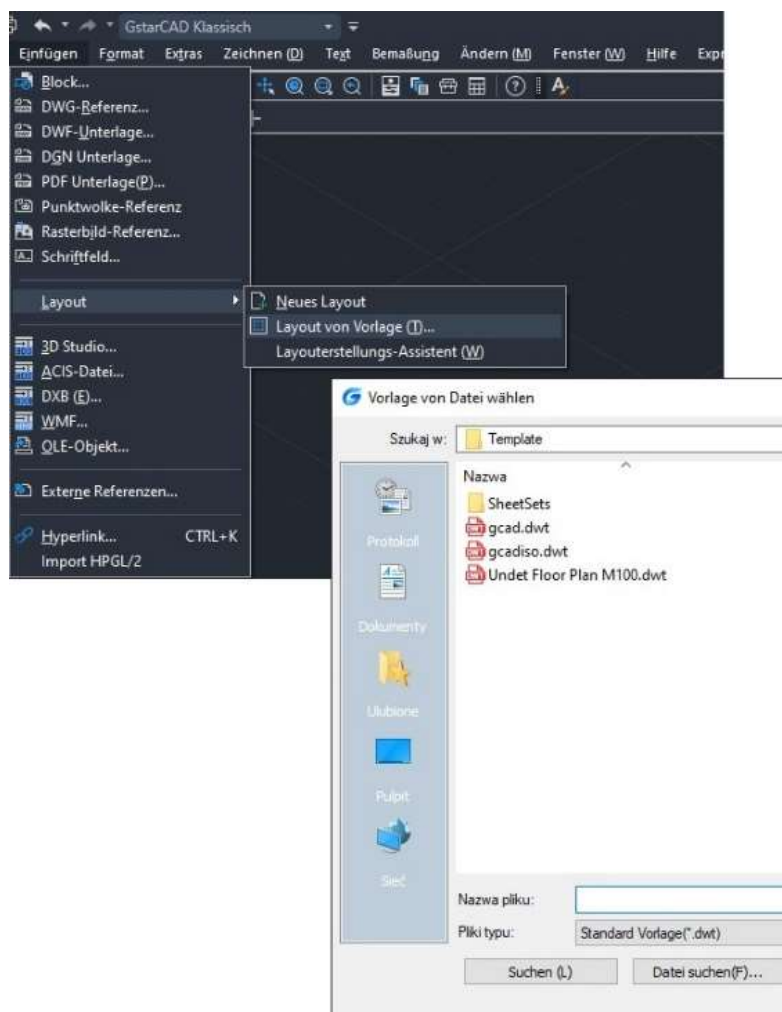 GstarCAD Klassisch
Einfügen Format Extras Zeichnen (D) Text Bemaßung Ändern (M) Fenster (W) Hilfe Expr
Block...
DWG-Referenz...
DWF-Unterlage...
DGN Unterlage...
PDF Unterlage(P)...
Punktwolke-Referenz
Rasterbild-Referenz...
Schriftfeld...
Layout
Neues Layout
Layout von Vorlage (T)...
Layouterstellungs-Assistent (W)
3D Studio...
ACIS-Datei...
DXB (E)...
WMF...
OLE-Objekt...
Externe Referenzen...
Hyperlink... CTRL+K
Import HPGL/2
Vorlage von Datei wählen
Szukaj w: Template
Nazwa
SheetSets
gcad.dwt
gcadiso.dwt
Undet Floor Plan M100.dwt
Protokoll
Dokumenty
Ulubione
Pulpit
Sieć
Nazwa pliku:
Pliki typu: Standard Vorlage(*.dwt)
Suchen (L) Datei suchen(F)...